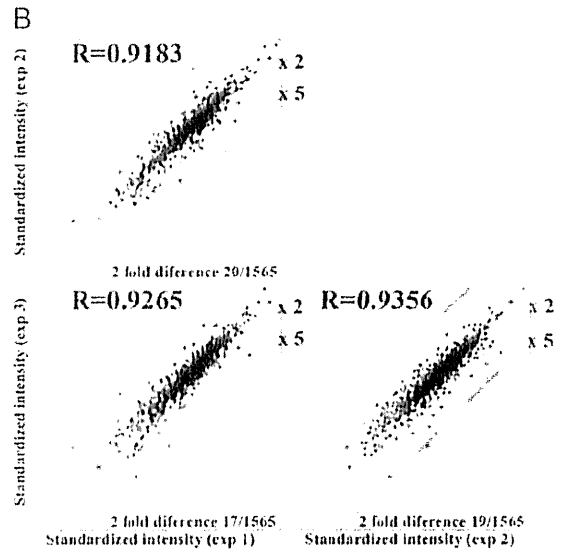 B
Standardized intensity (exp 2)
R=0.9183
x 2
x 5
2 fold diference 20/1565
Standardized intensity (exp 3)
R=0.9265
x 2
x 5
R=0.9356
x 2
x 5
2 fold diference 17/1565
2 fold diference 19/1565
Standardized intensity (exp 1)
Standardized intensity (exp 2)